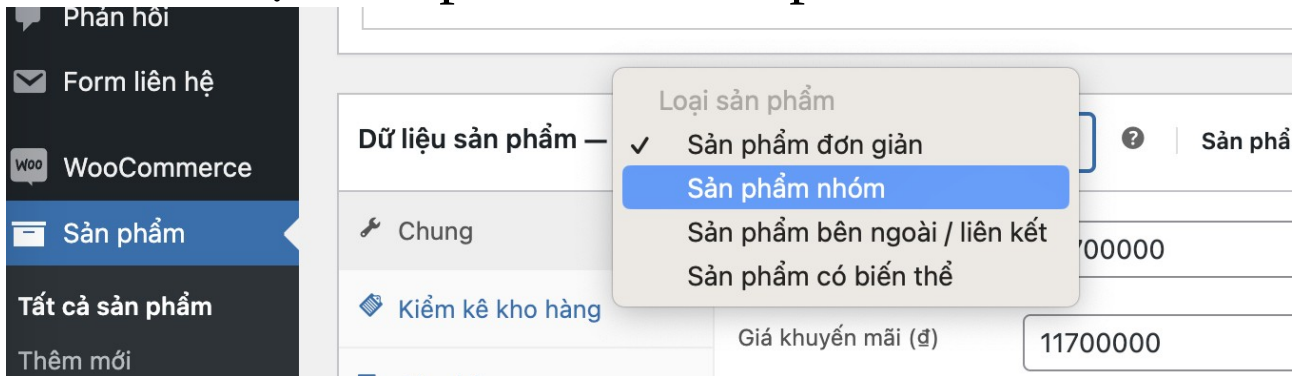 Phản hồi
Form liên hệ
Woo WooCommerce
Sản phẩm
Tất cả sản phẩm
Thêm mới
Dữ liệu sản phẩm —
Loại sản phẩm
✓ Sản phẩm đơn giản
Sản phẩm nhóm
Sản phẩm bên ngoài / liên kết
Sản phẩm có biến thể
Chung
Kiểm kê kho hàng
700000
Giá khuyến mãi (₫)
11700000